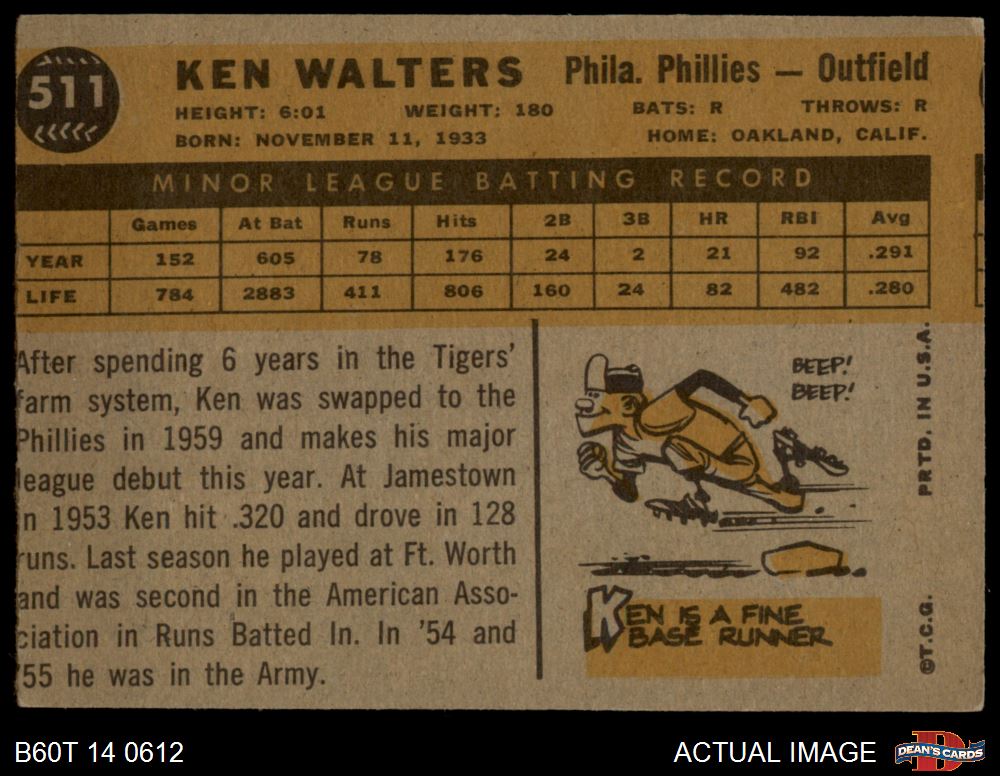 511
KEN WALTERS Phila. Phillies — Outfield
HEIGHT: 6:01 WEIGHT: 180 BATS: R THROWS: R
BORN: NOVEMBER 11, 1933 HOME: OAKLAND, CALIF.
MINOR LEAGUE BATTING RECORD
Games At Bat Runs Hits 2B 3B HR RBI Avg
YEAR 152 605 78 176 24 2 21 92 .291
LIFE 784 2883 411 806 160 24 82 482 .280
After spending 6 years in the Tigers'
farm system, Ken was swapped to the
Phillies in 1959 and makes his major
league debut this year. At Jamestown
in 1953 Ken hit .320 and drove in 128
runs. Last season he played at Ft. Worth
and was second in the American Asso-
ciation in Runs Batted In. In '54 and
'55 he was in the Army.
BEEP!
BEEP!
KEN IS A FINE
BASE RUNNER
©T.C.G. PRTD. IN U.S.A.
B60T 14 0612 ACTUAL IMAGE D DEAN'S CARDS